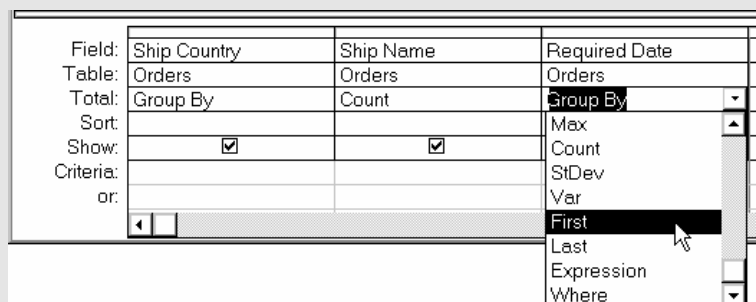 Field: Ship Country Ship Name Required Date
Table: Orders Orders Orders
Total: Group By Count Group By
Sort: Max
Show: Count
Criteria: StDev
or: Var
First
Last
Expression
Where